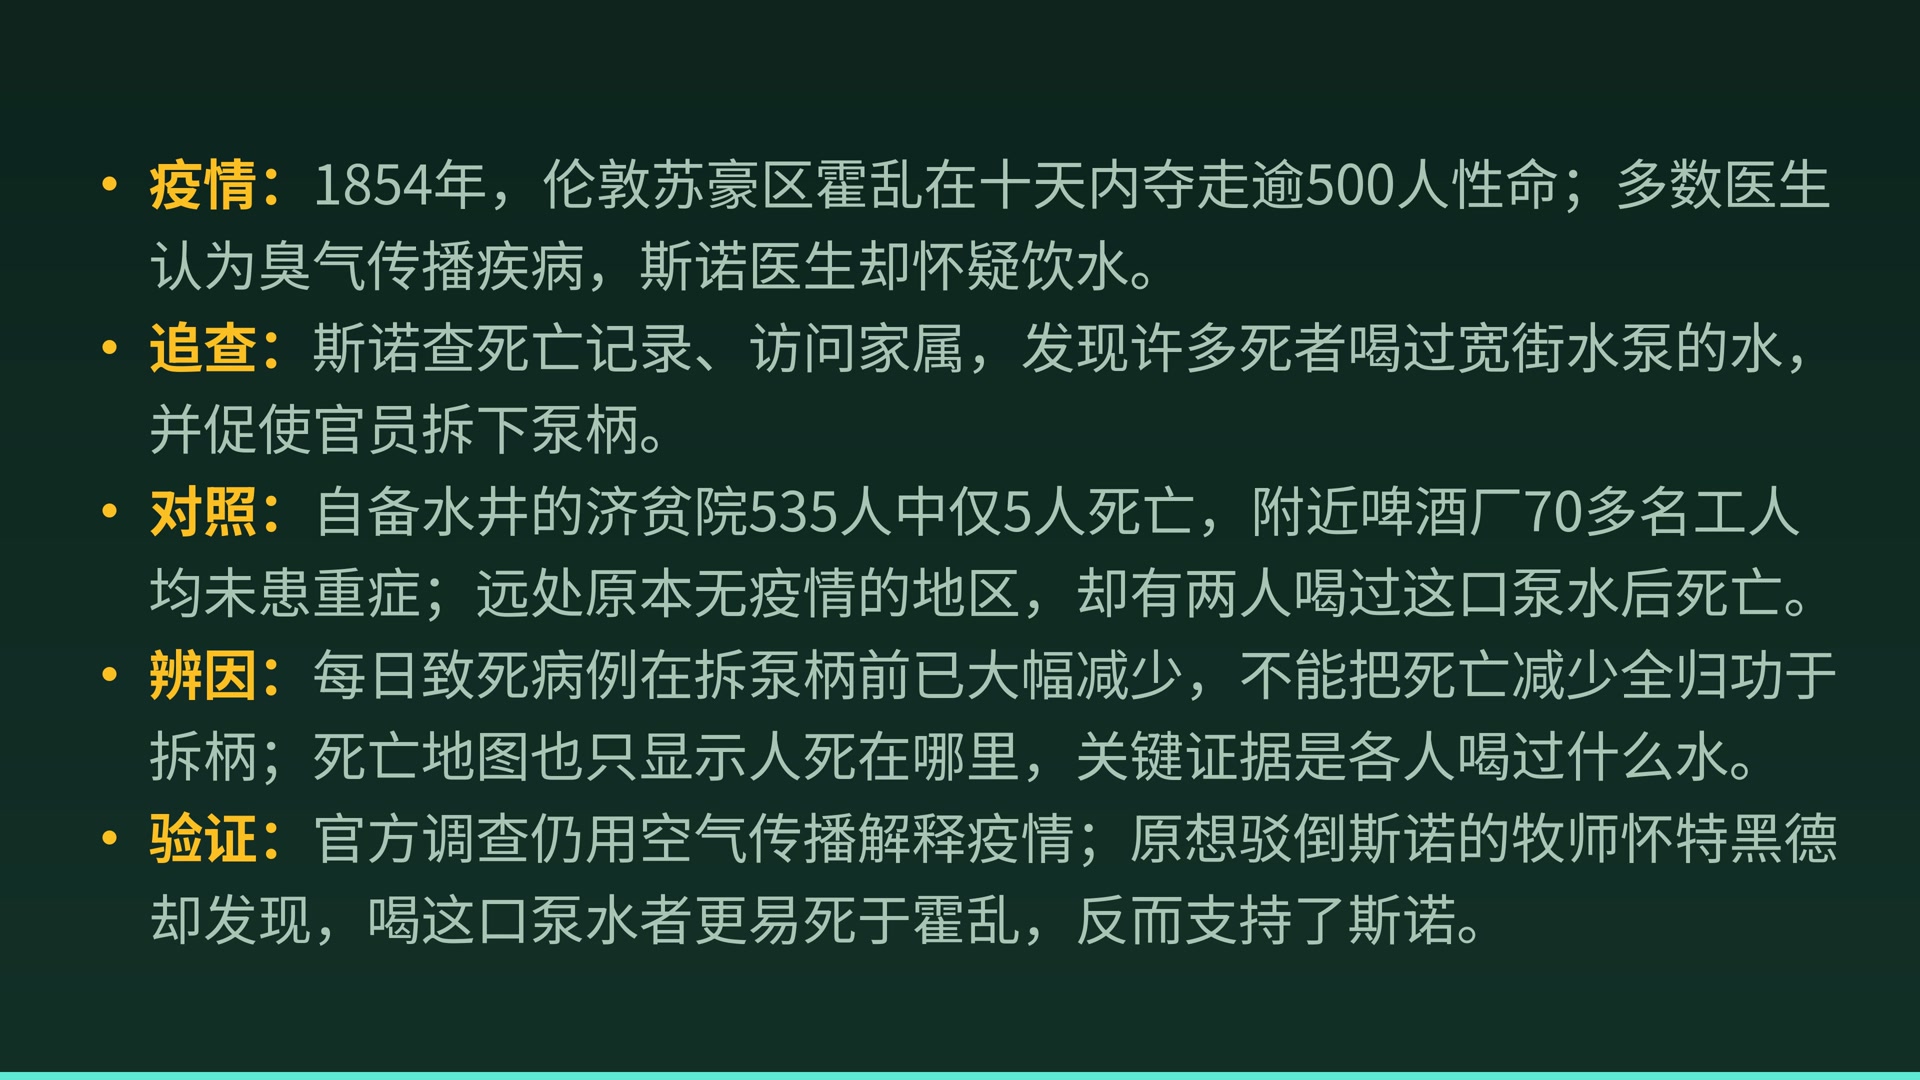 • 疫情：1854年，伦敦苏豪区霍乱在十天内夺走逾500人性命；多数医生
认为臭气传播疾病，斯诺医生却怀疑饮水。
• 追查：斯诺查死亡记录、访问家属，发现许多死者喝过宽街水泵的水，
并促使官员拆下泵柄。
• 对照：自备水井的济贫院535人中仅5人死亡，附近啤酒厂70多名工人
均未患重症；远处原本无疫情的地区，却有两人喝过这口泵水后死亡。
• 辨因：每日致死病例在拆泵柄前已大幅减少，不能把死亡减少全归功于
拆柄；死亡地图也只显示人死在哪里，关键证据是各人喝过什么水。
• 验证：官方调查仍用空气传播解释疫情；原想驳倒斯诺的牧师怀特黑德
却发现，喝这口泵水者更易死于霍乱，反而支持了斯诺。